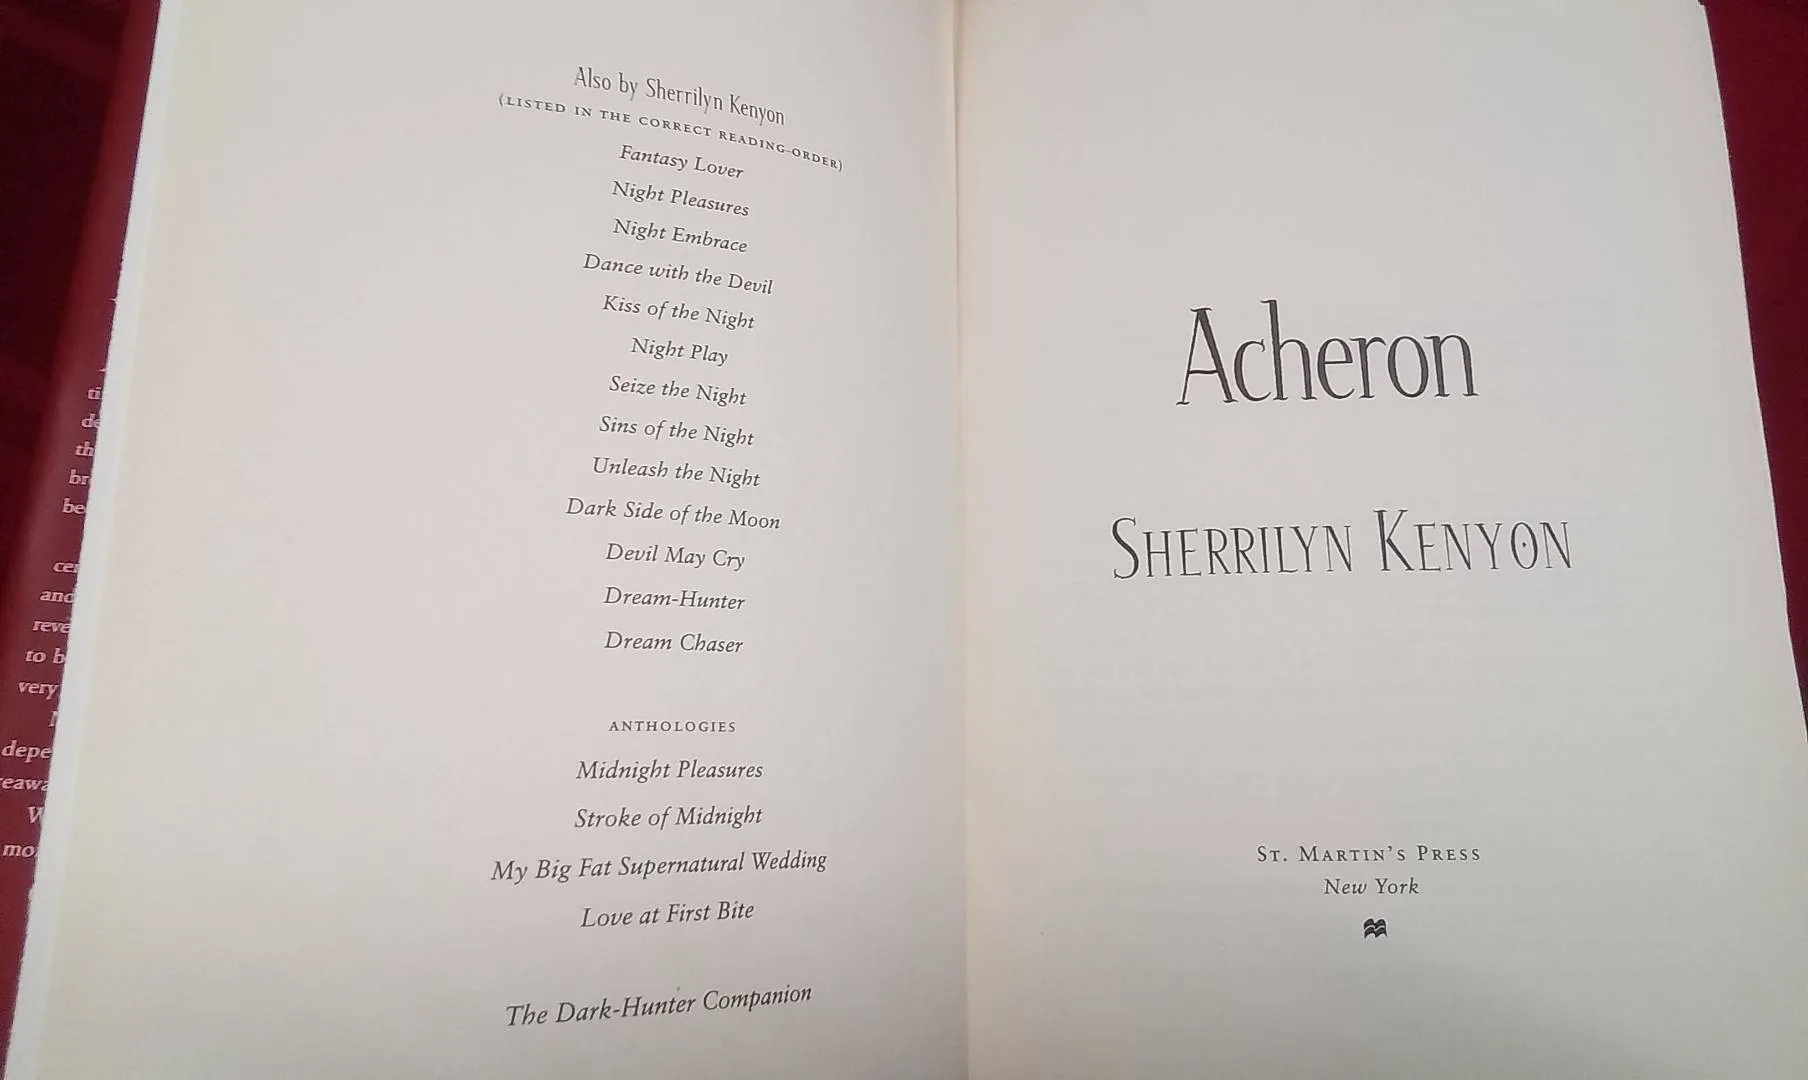 Also by Sherrilyn Kenyon
(LISTED IN THE CORRECT READING-ORDER)
Fantasy Lover
Night Pleasures
Night Embrace
Dance with the Devil
Kiss of the Night
Night Play
Seize the Night
Sins of the Night
Unleash the Night
Dark Side of the Moon
Devil May Cry
Dream-Hunter
Dream Chaser
ANTHOLOGIES
Midnight Pleasures
Stroke of Midnight
My Big Fat Supernatural Wedding
Love at First Bite
The Dark-Hunter Companion
Acheron
SHERRILYN KENYON
ST. MARTIN'S PRESS
New York
and
to b
very